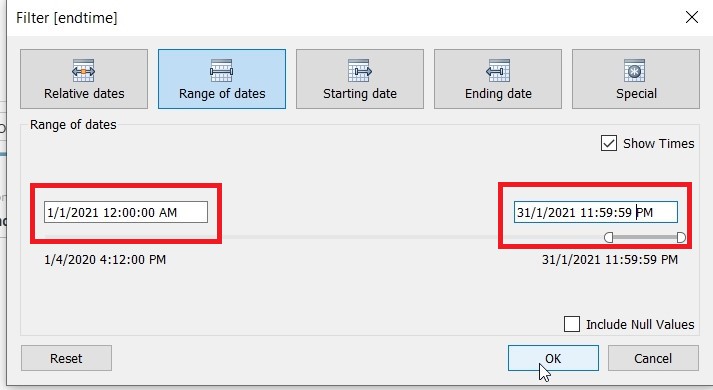 Filter [endtime]
Relative dates
Range of dates
Starting date
Ending date
Special
Range of dates
Show Times
1/1/2021 12:00:00 AM
31/1/2021 11:59:59 PM
1/4/2020 4:12:00 PM
31/1/2021 11:59:59 PM
Include Null Values
Reset
OK
Cancel